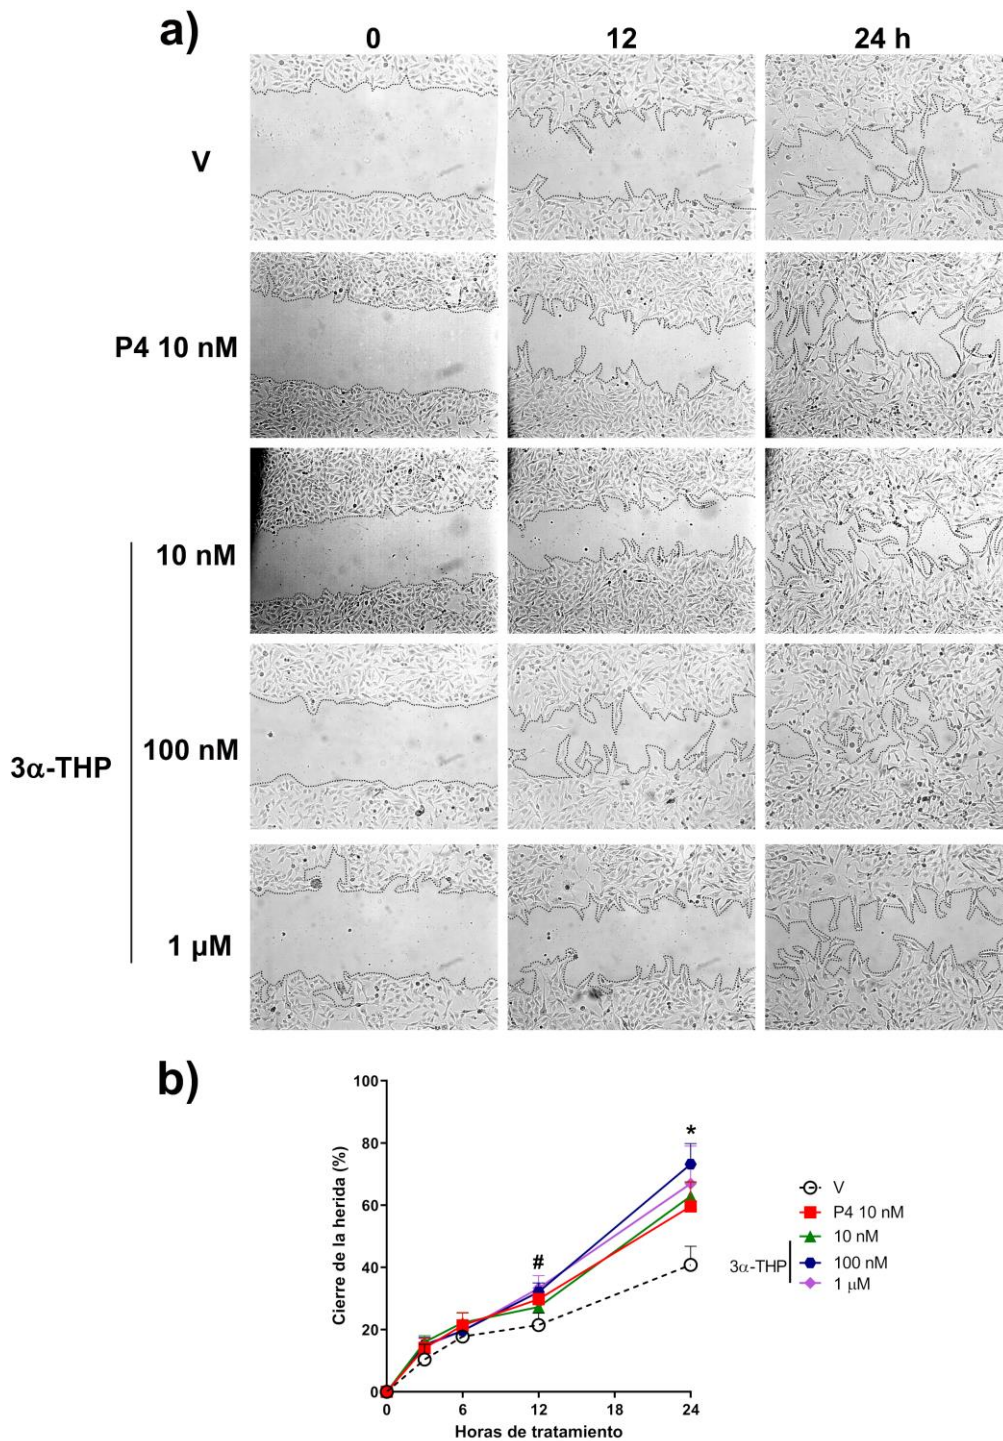 a)
0 12 24 h
V
P4 10 nM
10 nM
3α-THP
100 nM
1 µM
b)
Cierre de la herida (%)
100
80
60
40
20
0
# *
0 6 12 18 24
Horas de tratamiento
V
P4 10 nM
10 nM
3α-THP
100 nM
1 µM